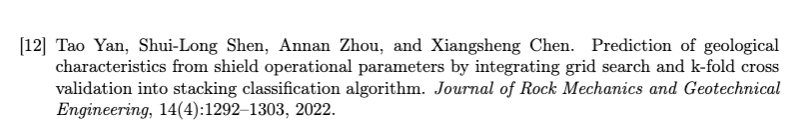 [12] Tao Yan, Shui-Long Shen, Annan Zhou, and Xiangsheng Chen. Prediction of geological
characteristics from shield operational parameters by integrating grid search and k-fold cross
validation into stacking classification algorithm. Journal of Rock Mechanics and Geotechnical
Engineering, 14(4):1292–1303, 2022.